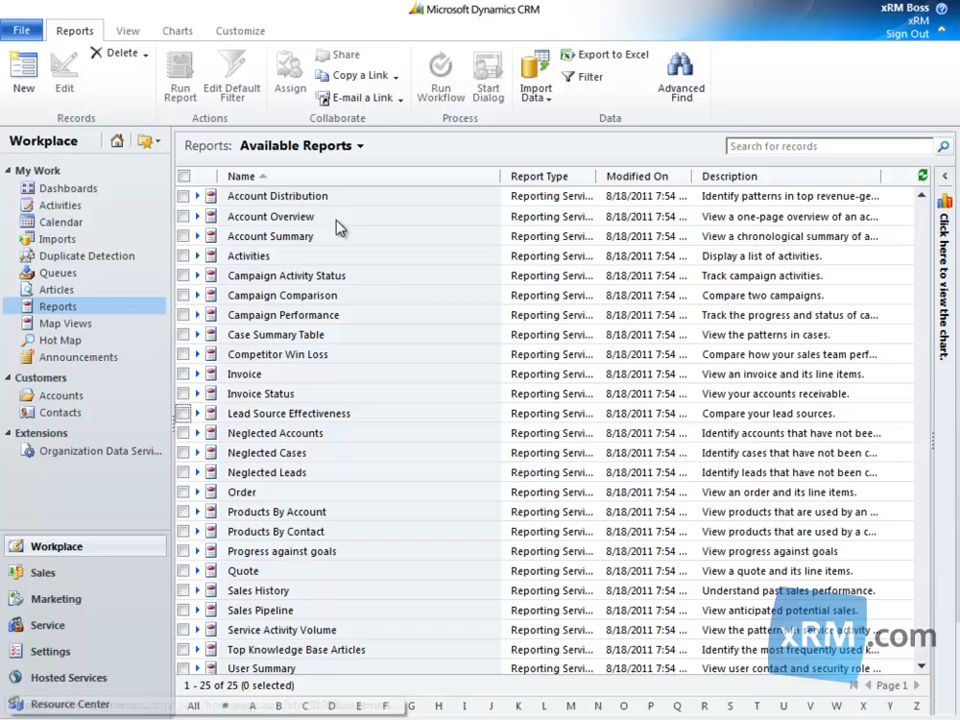 Microsoft Dynamics CRM
xRM Boss
xRM
Sign Out
File
Reports
View
Charts
Customize
New
Edit
Delete
Records
Run Report
Edit Default Filter
Actions
Assign
Share
Copy a Link
E-mail a Link
Collaborate
Run Workflow
Start Dialog
Process
Import Data
Export to Excel
Filter
Advanced Find
Data
Workplace
My Work
Dashboards
Activities
Calendar
Imports
Duplicate Detection
Queues
Articles
Reports
Map Views
Hot Map
Announcements
Customers
Accounts
Contacts
Extensions
Organization Data Servi...
Workplace
Sales
Marketing
Service
Settings
Hosted Services
Resource Center
Reports: Available Reports
Search for records
Name Report Type Modified On Description
Account Distribution Reporting Servi... 8/18/2011 7:54 ... Identify patterns in top revenue-ge...
Account Overview Reporting Servi... 8/18/2011 7:54 ... View a one-page overview of an ac...
Account Summary Reporting Servi... 8/18/2011 7:54 ... View a chronological summary of a...
Activities Reporting Servi... 8/18/2011 7:54 ... Display a list of activities.
Campaign Activity Status Reporting Servi... 8/18/2011 7:54 ... Track campaign activities.
Campaign Comparison Reporting Servi... 8/18/2011 7:54 ... Compare two campaigns.
Campaign Performance Reporting Servi... 8/18/2011 7:54 ... Track the progress and status of ca...
Case Summary Table Reporting Servi... 8/18/2011 7:54 ... View the patterns in cases.
Competitor Win Loss Reporting Servi... 8/18/2011 7:54 ... Compare how your sales team perf...
Invoice Reporting Servi... 8/18/2011 7:54 ... View an invoice and its line items.
Invoice Status Reporting Servi... 8/18/2011 7:54 ... View your accounts receivable.
Lead Source Effectiveness Reporting Servi... 8/18/2011 7:54 ... Compare your lead sources.
Neglected Accounts Reporting Servi... 8/18/2011 7:54 ... Identify accounts that have not bee...
Neglected Cases Reporting Servi... 8/18/2011 7:54 ... Identify cases that have not been c...
Neglected Leads Reporting Servi... 8/18/2011 7:54 ... Identify leads that have not been c...
Order Reporting Servi... 8/18/2011 7:54 ... View an order and its line items.
Products By Account Reporting Servi... 8/18/2011 7:54 ... View products that are used by an ...
Products By Contact Reporting Servi... 8/18/2011 7:54 ... View products that are used by a c...
Progress against goals Reporting Servi... 8/18/2011 7:54 ... View progress against goals
Quote Reporting Servi... 8/18/2011 7:54 ... View a quote and its line items.
Sales History Reporting Servi... 8/18/2011 7:54 ... Understand past sales performance.
Sales Pipeline Reporting Servi... 8/18/2011 7:54 ... View anticipated potential sales.
Service Activity Volume Reporting Servi... 8/18/2011 7:54 ... View the patterns in service activity
Top Knowledge Base Articles Reporting Servi... 8/18/2011 7:54 ... Identify the most frequently used k...
User Summary Reporting Servi... 8/18/2011 7:54 ... View user contact and security role ...
1 - 25 of 25 (0 selected)
Page 1
All # A B C D E F G H I J K L M N O P Q R S T U V W X Y Z
Click here to view the chart.
xRM.com